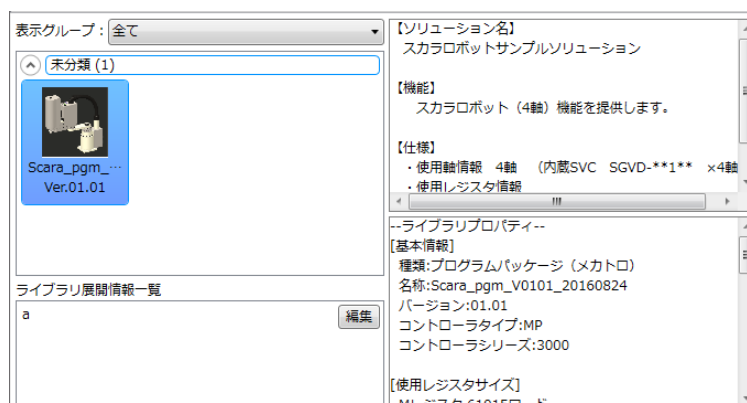 表示グループ：全て
未分類 (1)
Scara_pgm_…
Ver.01.01
ライブラリ展開情報一覧
a
編集
【ソリューション名】
スカラロボットサンプルソリューション
【機能】
スカラロボット（4軸）機能を提供します。
【仕様】
・使用軸情報　4軸　（内蔵SVC　SGVD-**1**　×4軸
・使用レジスタ情報
--ライブラリプロパティ--
[基本情報]
種類:プログラムパッケージ（メカトロ）
名称:Scara_pgm_V0101_20160824
バージョン:01.01
コントローラタイプ:MP
コントローラシリーズ:3000
[使用レジスタサイズ]